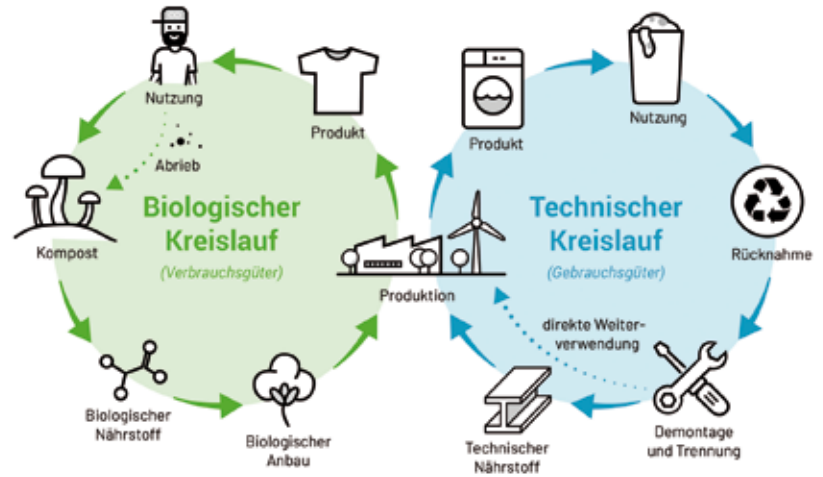 Nutzung
Abrieb
Kompost
Produkt
Biologischer
Kreislauf
(Verbrauchsgüter)
Biologischer
Nährstoff
Biologischer
Anbau
Produktion
Produkt
Nutzung
Technischer
Kreislauf
(Gebrauchsgüter)
Rücknahme
direkte Weiter-
verwendung
Technischer
Nährstoff
Demontage
und Trennung